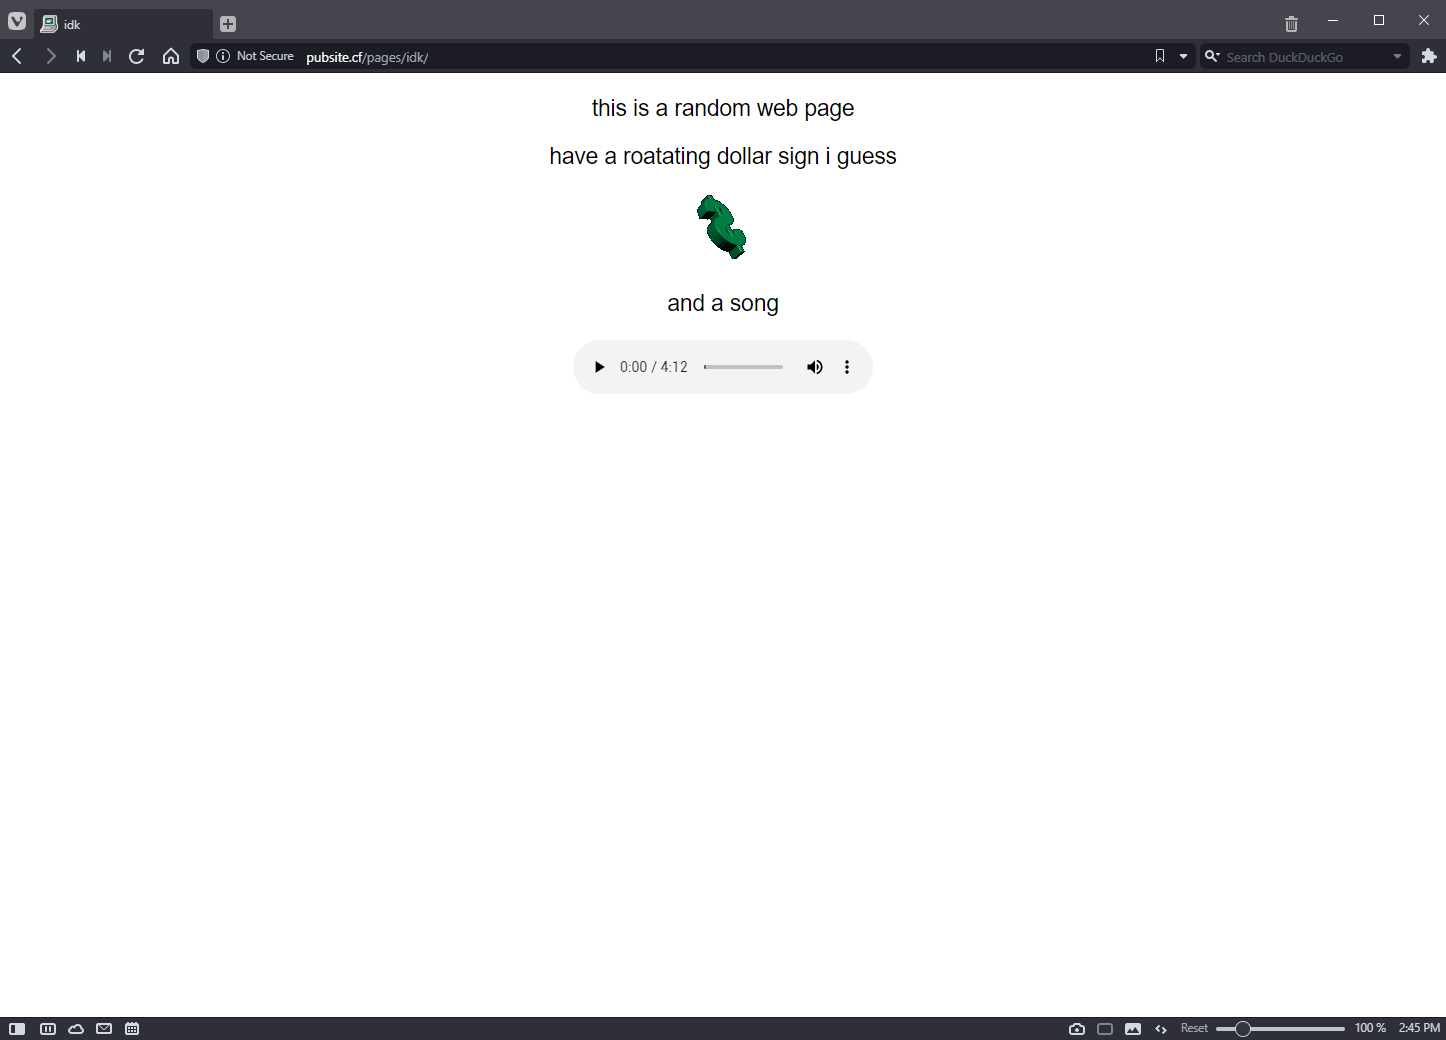 idk
Not Secure pubsite.cf/pages/idk/ Search DuckDuckGo
this is a random web page
have a roatating dollar sign i guess
and a song
0:00 / 4:12
Reset 100 % 2:45 PM